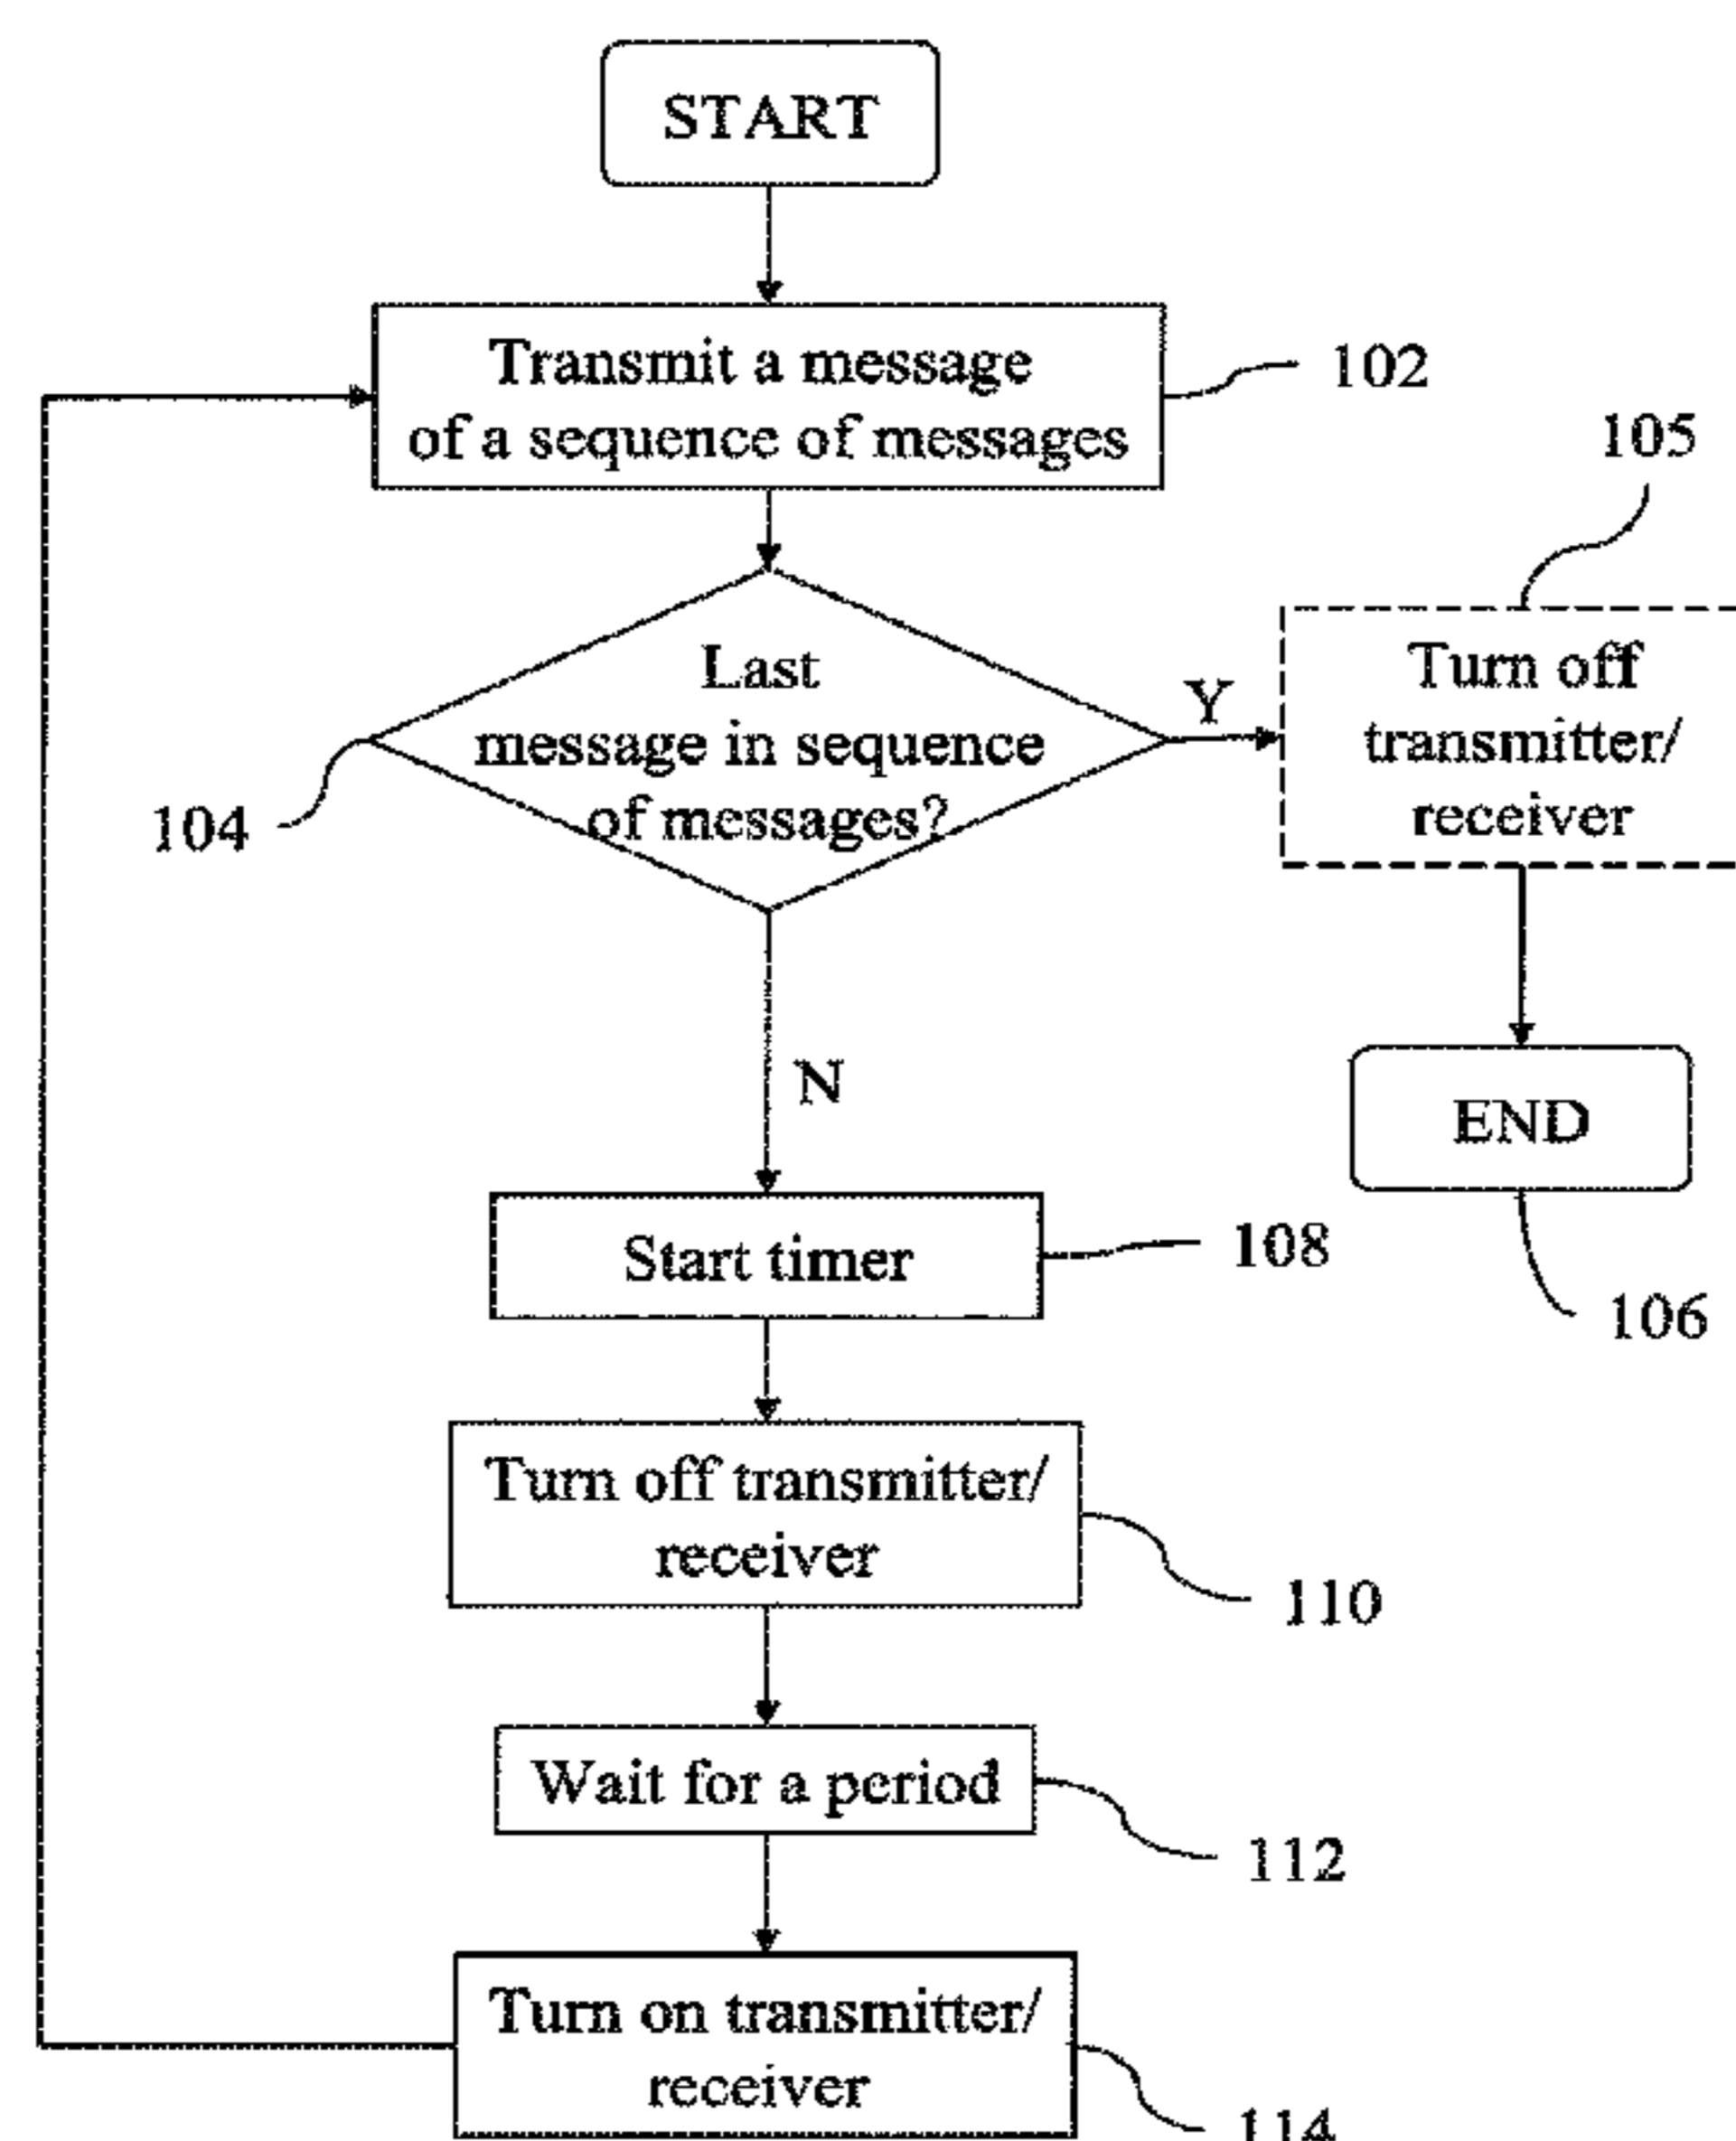 START
Transmit a message
of a sequence of messages
102
105
Last
message in sequence
of messages?
104
Y
Turn off
transmitter/
receiver
N
END
106
Start timer
108
Turn off transmitter/
receiver
110
Wait for a period
112
Turn on transmitter/
receiver
114